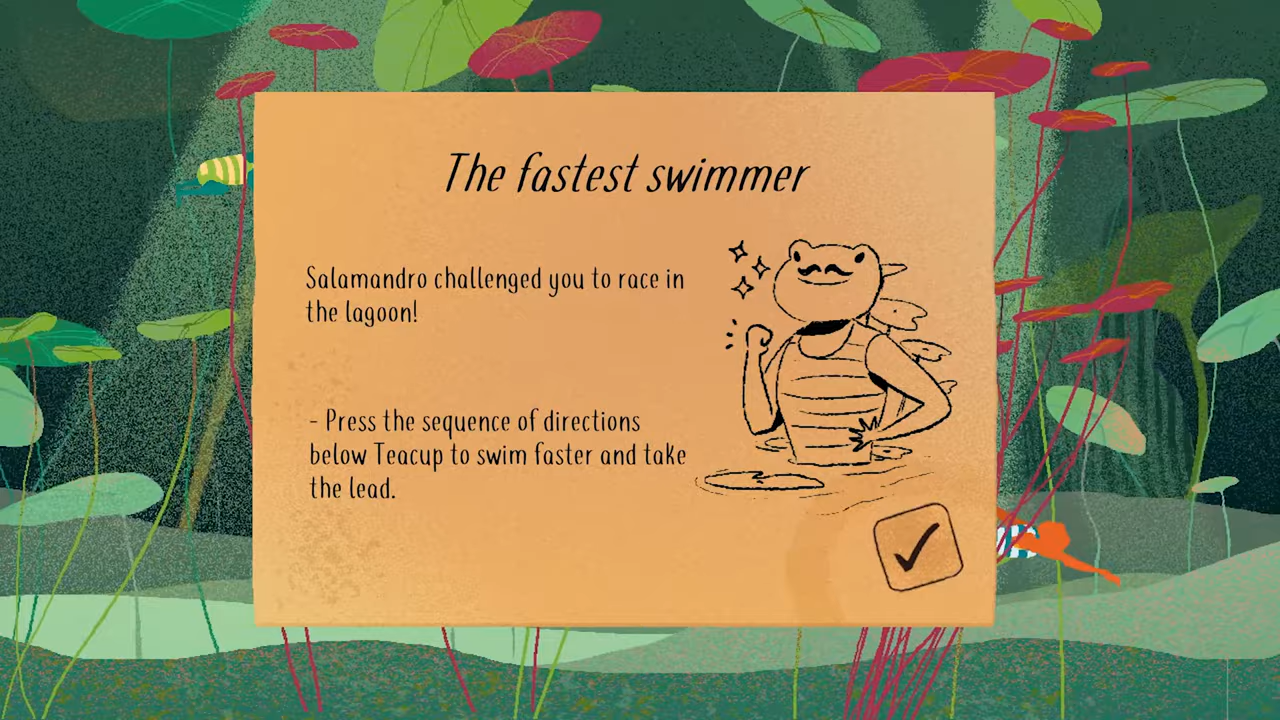 The fastest swimmer
Salamandro challenged you to race in
the lagoon!
- Press the sequence of directions
below Teacup to swim faster and take
the lead.